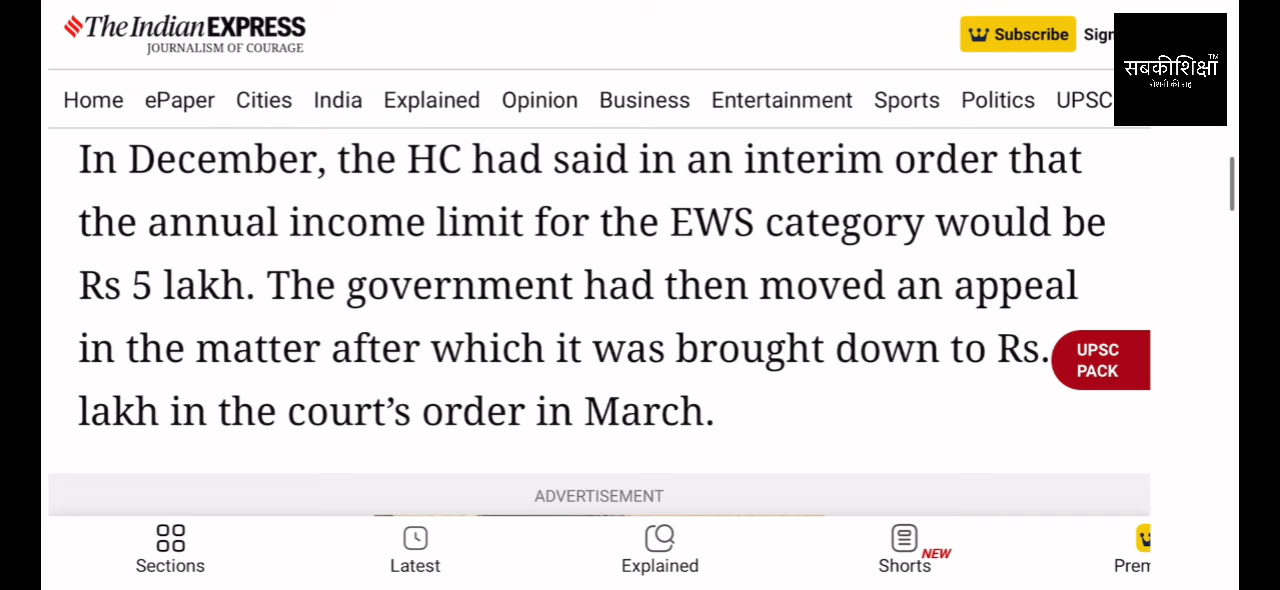 The Indian EXPRESS
JOURNALISM OF COURAGE
Subscribe Sign
सबकीशिक्षा™
रोशनी की राह
Home ePaper Cities India Explained Opinion Business Entertainment Sports Politics UPSC
In December, the HC had said in an interim order that
the annual income limit for the EWS category would be
Rs 5 lakh. The government had then moved an appeal
in the matter after which it was brought down to Rs.
UPSC
PACK
lakh in the court’s order in March.
ADVERTISEMENT
Sections Latest Explained Shorts NEW Prem